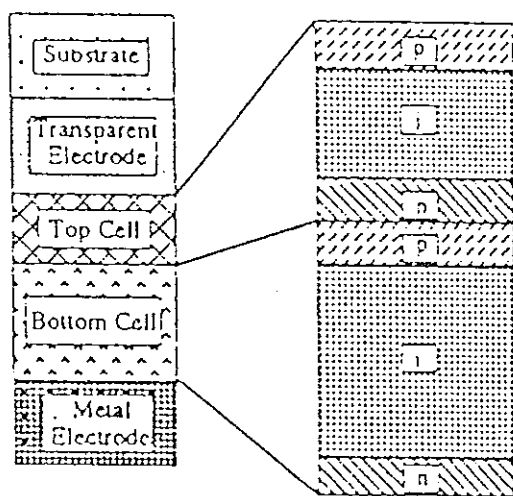 Substrate
Transparent
Electrode
Top Cell
Bottom Cell
Metal
Electrode
p
i
n
p
i
n